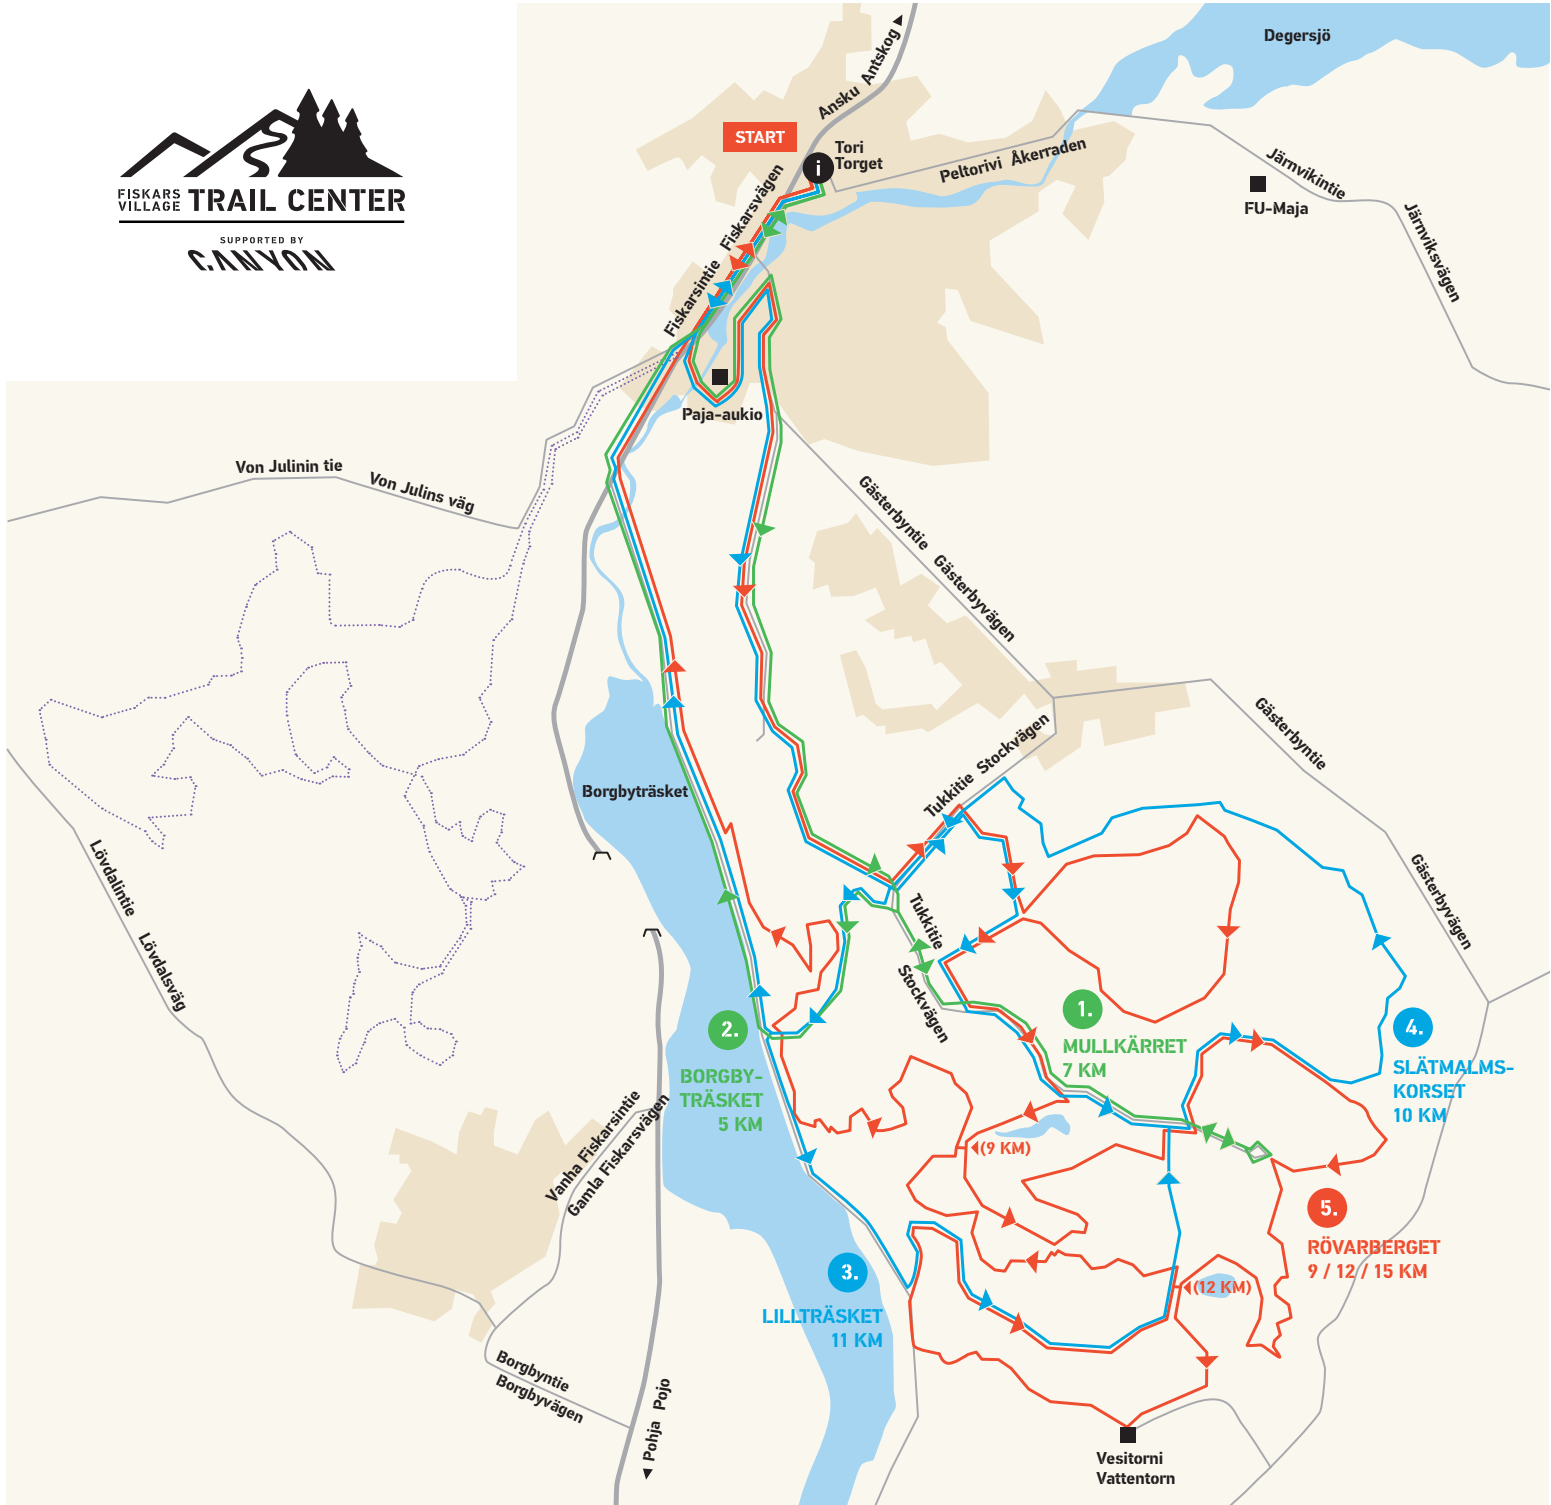 FISKARS
VILLAGE
TRAIL CENTER
SUPPORTED BY
CANYON
Degersjö
Ansku Antskog
START
i
Tori
Torget
Peltorivi Åkerraden
Järnvikintie
Järnviksvägen
FU-Maja
Fiskarsintie Fiskarsvägen
Paja-aukio
Von Julinin tie
Von Julins väg
Gästerbyntie Gästerbyvägen
Gästerbyntie
Gästerbyvägen
Tukkitie Stockvägen
Borgbyträsket
Lövdalintie
Lövdalsväg
Tukkitie
Stockvägen
1.
MULLKÄRRET
7 KM
2.
BORGBY-
TRÄSKET
5 KM
4.
SLÄTMALMS-
KORSET
10 KM
Vanha Fiskarsintie
Gamla Fiskarsvägen
(9 KM)
5.
RÖVARBERGET
9 / 12 / 15 KM
3.
LILLTRÄSKET
11 KM
(12 KM)
Borgbyntie
Borgbyvägen
Pohja Pojo
Vesitorni
Vattentorn